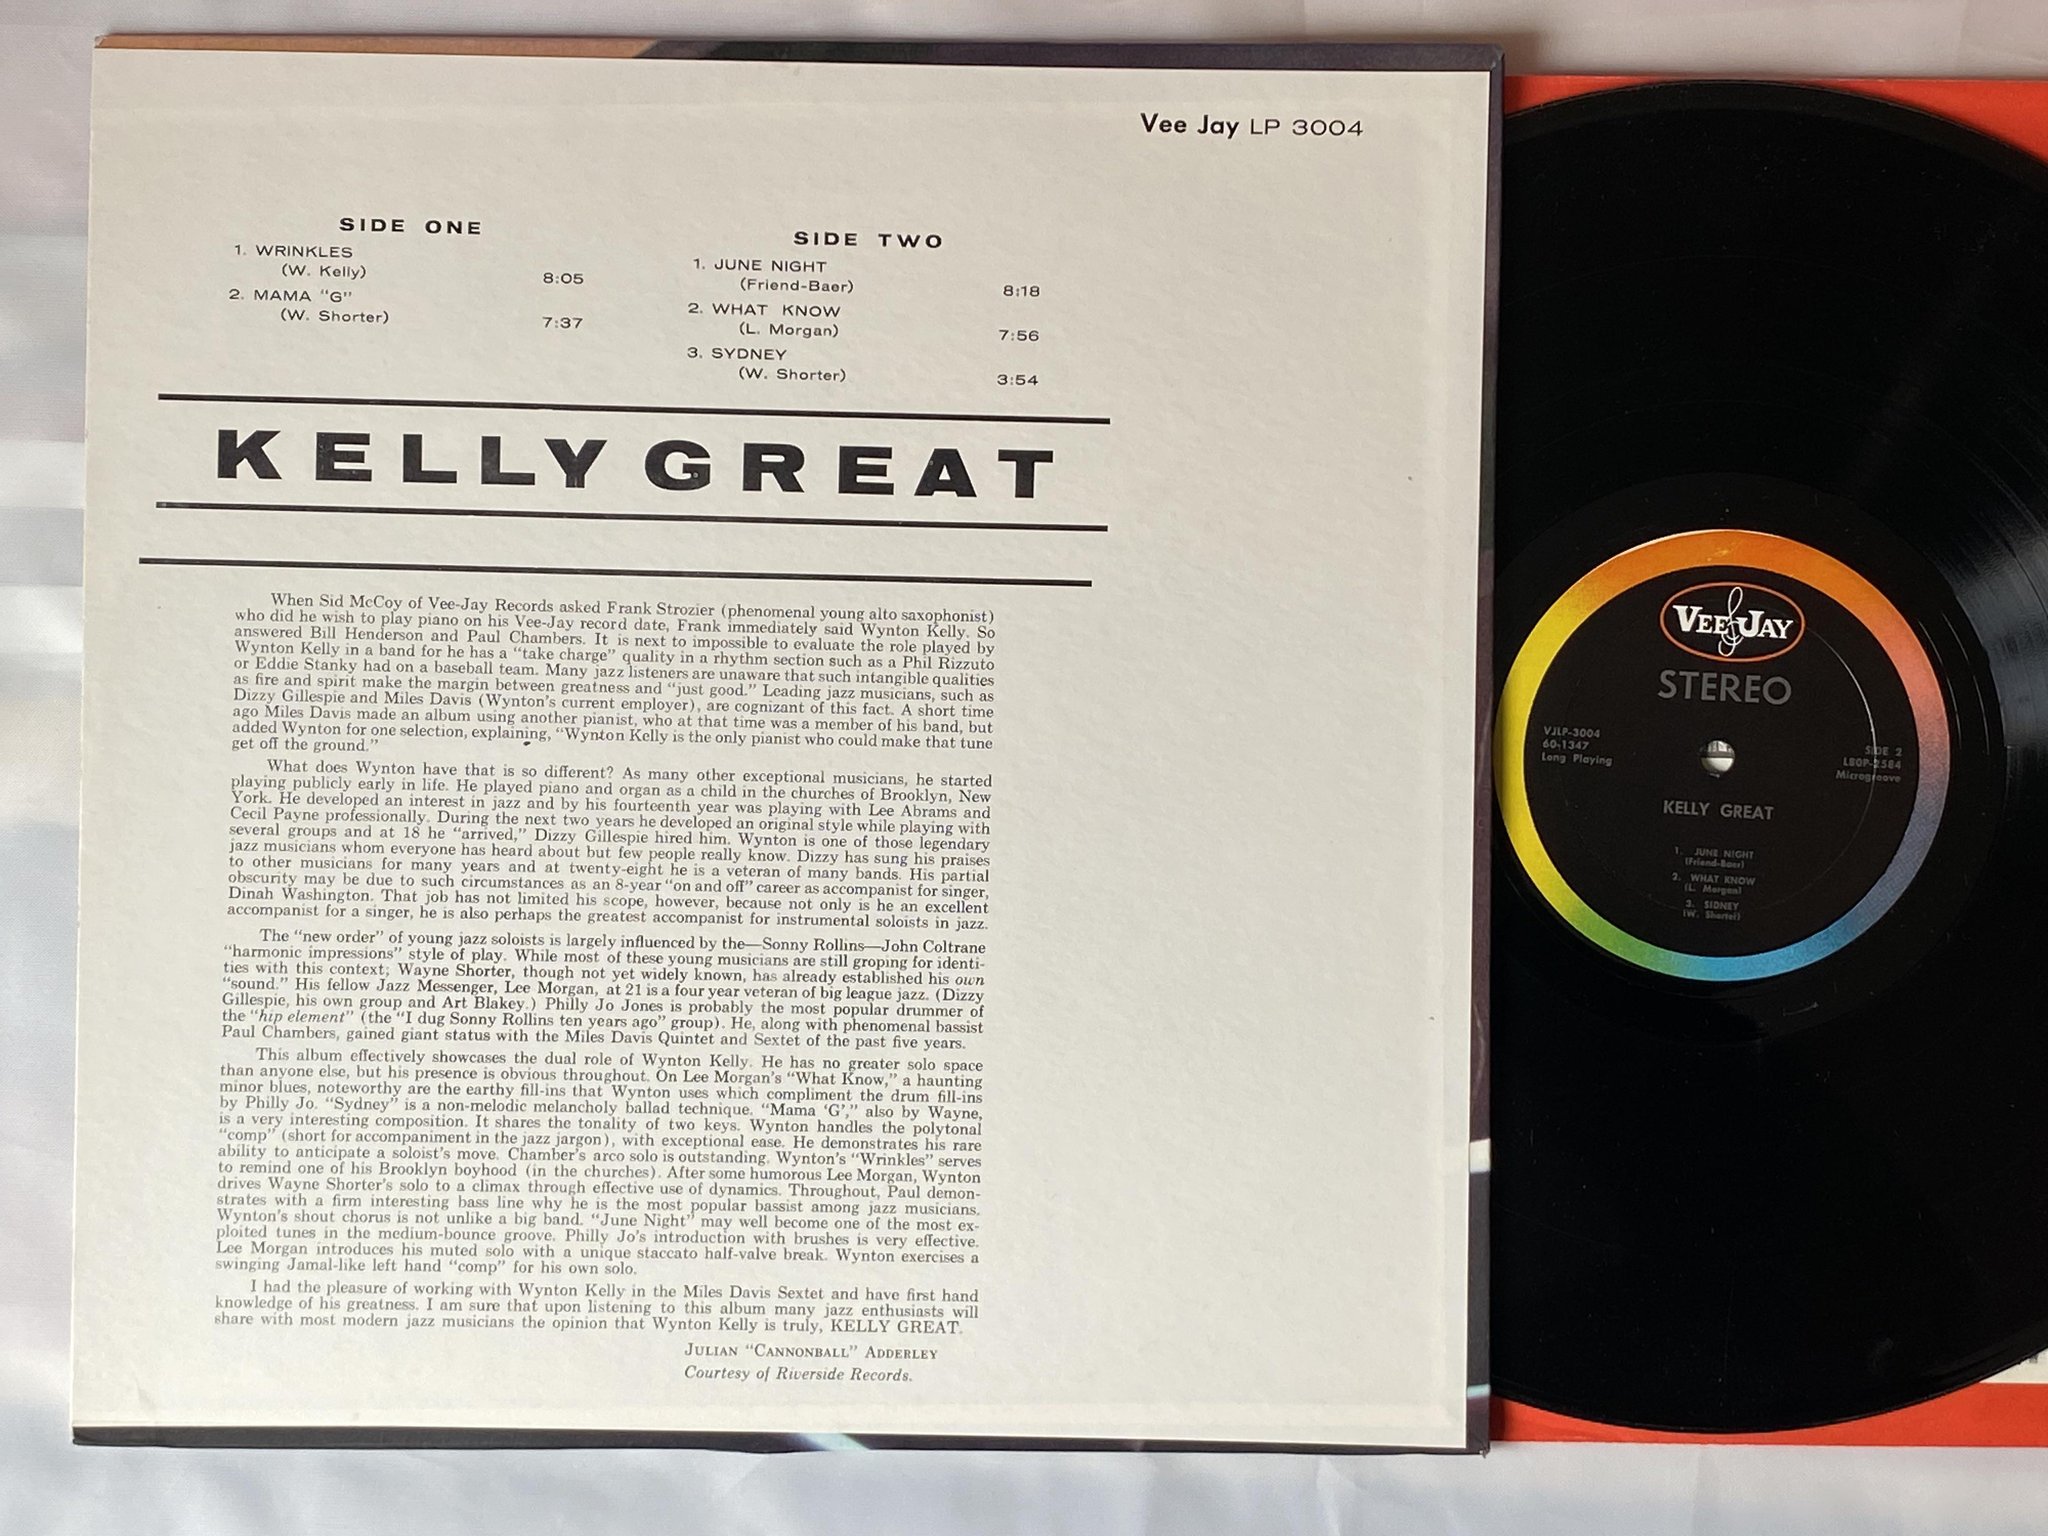 Vee Jay LP 3004
SIDE ONE
1. WRINKLES
(W. Kelly) 8:05
2. MAMA "G"
(W. Shorter) 7:37
SIDE TWO
1. JUNE NIGHT
(Friend-Baer) 8:18
2. WHAT KNOW
(L. Morgan) 7:56
3. SYDNEY
(W. Shorter) 3:54
KELLY GREAT
When Sid McCoy of Vee-Jay Records asked Frank Strozier (phenomenal young alto saxophonist)
who did he wish to play piano on his Vee-Jay record date, Frank immediately said Wynton Kelly. So
answered Bill Henderson and Paul Chambers. It is next to impossible to evaluate the role played by
Wynton Kelly in a band for he has a "take charge" quality in a rhythm section such as a Phil Rizzuto
or Eddie Stanky had on a baseball team. Many jazz listeners are unaware that such intangible qualities
as fire and spirit make the margin between greatness and "just good." Leading jazz musicians, such as
Dizzy Gillespie and Miles Davis (Wynton's current employer), are cognizant of this fact. A short time
ago Miles Davis made an album using another pianist, who at that time was a member of his band, but
added Wynton for one selection, explaining, "Wynton Kelly is the only pianist who could make that tune
get off the ground."
What does Wynton have that is so different? As many other exceptional musicians, he started
playing publicly early in life. He played piano and organ as a child in the churches of Brooklyn, New
York. He developed an interest in jazz and by his fourteenth year was playing with Lee Abrams and
Cecil Payne professionally. During the next two years he developed an original style while playing with
several groups and at 18 he "arrived," Dizzy Gillespie hired him. Wynton is one of those legendary
jazz musicians whom everyone has heard about but few people really know. Dizzy has sung his praises
to other musicians for many years and at twenty-eight he is a veteran of many bands. His partial
obscurity may be due to such circumstances as an 8-year "on and off" career as accompanist for singer,
Dinah Washington. That job has not limited his scope, however, because not only is he an excellent
accompanist for a singer, he is also perhaps the greatest accompanist for instrumental soloists in jazz.
The "new order" of young jazz soloists is largely influenced by the—Sonny Rollins—John Coltrane
"harmonic impressions" style of play. While most of these young musicians are still groping for identi-
ties with this context; Wayne Shorter, though not yet widely known, has already established his own
"sound." His fellow Jazz Messenger, Lee Morgan, at 21 is a four year veteran of big league jazz. (Dizzy
Gillespie, his own group and Art Blakey.) Philly Jo Jones is probably the most popular drummer of
the "hip element" (the "I dug Sonny Rollins ten years ago" group). He, along with phenomenal bassist
Paul Chambers, gained giant status with the Miles Davis Quintet and Sextet of the past five years.
This album effectively showcases the dual role of Wynton Kelly. He has no greater solo space
than anyone else, but his presence is obvious throughout. On Lee Morgan's "What Know," a haunting
minor blues, noteworthy are the earthy fill-ins that Wynton uses which compliment the drum fill-ins
by Philly Jo. "Sydney" is a non-melodic melancholy ballad technique. "Mama 'G'," also by Wayne,
is a very interesting composition. It shares the tonality of two keys. Wynton handles the polytonal
"comp" (short for accompaniment in the jazz jargon), with exceptional ease. He demonstrates his rare
ability to anticipate a soloist's move. Chamber's arco solo is outstanding. Wynton's "Wrinkles" serves
to remind one of his Brooklyn boyhood (in the churches). After some humorous Lee Morgan, Wynton
drives Wayne Shorter's solo to a climax through effective use of dynamics. Throughout, Paul demon-
strates with a firm interesting bass line why he is the most popular bassist among jazz musicians.
Wynton's shout chorus is not unlike a big band. "June Night" may well become one of the most ex-
ploited tunes in the medium-bounce groove. Philly Jo's introduction with brushes is very effective.
Lee Morgan introduces his muted solo with a unique staccato half-valve break. Wynton exercises a
swinging Jamal-like left hand "comp" for his own solo.
I had the pleasure of working with Wynton Kelly in the Miles Davis Sextet and have first hand
knowledge of his greatness. I am sure that upon listening to this album many jazz enthusiasts will
share with most modern jazz musicians the opinion that Wynton Kelly is truly, KELLY GREAT.
JULIAN "CANNONBALL" ADDERLEY
Courtesy of Riverside Records.
VEE JAY
STEREO
VJLP-3004
60-1347
Long Playing
SIDE 2
L80P-2584
Microgroove
KELLY GREAT
1. JUNE NIGHT
(Friend-Baer)
2. WHAT KNOW
(L. Morgan)
3. SIDNEY
(W. Shorter)